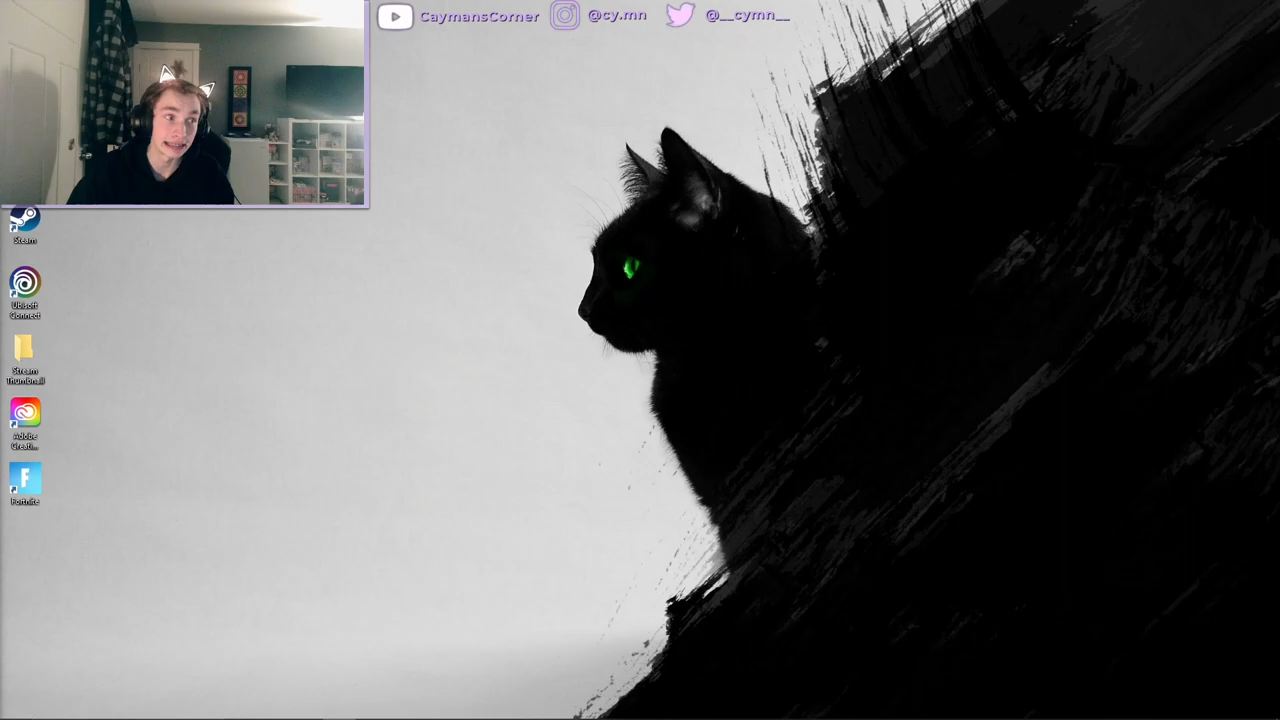 CaymansCorner @cy.mn @__cymn__
Steam
Ubisoft
Connect
Stream
Thumbnail
Adobe
Creati...
F
Fortnite